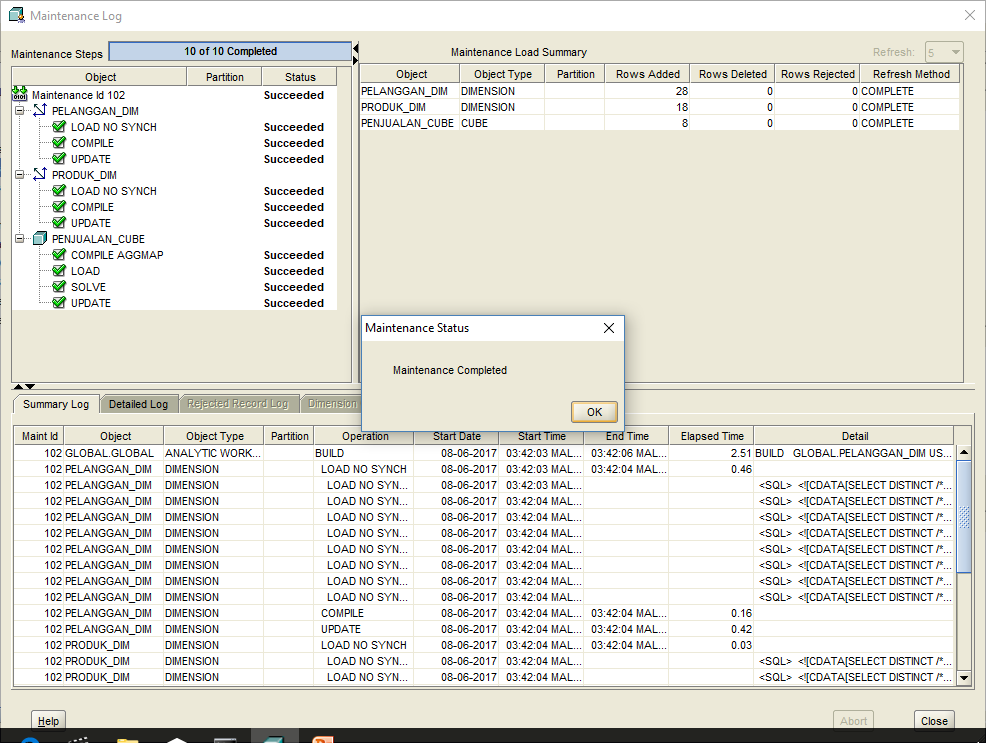 Maintenance Log
Maintenance Steps 10 of 10 Completed
Object Partition Status
Maintenance Id 102 Succeeded
PELANGGAN_DIM
LOAD NO SYNCH Succeeded
COMPILE Succeeded
UPDATE Succeeded
PRODUK_DIM
LOAD NO SYNCH Succeeded
COMPILE Succeeded
UPDATE Succeeded
PENJUALAN_CUBE
COMPILE AGGMAP Succeeded
LOAD Succeeded
SOLVE Succeeded
UPDATE Succeeded
Maintenance Load Summary Refresh: 5
Object Object Type Partition Rows Added Rows Deleted Rows Rejected Refresh Method
PELANGGAN_DIM DIMENSION 28 0 0 COMPLETE
PRODUK_DIM DIMENSION 18 0 0 COMPLETE
PENJUALAN_CUBE CUBE 8 0 0 COMPLETE
Maintenance Status
Maintenance Completed
OK
Summary Log Detailed Log Rejected Record Log Dimension
Maint Id Object Object Type Partition Operation Start Date Start Time End Time Elapsed Time Detail
102 GLOBAL.GLOBAL ANALYTIC WORK... BUILD 08-06-2017 03:42:03 MAL... 03:42:06 MAL... 2.51 BUILD GLOBAL.PELANGGAN_DIM US...
102 PELANGGAN_DIM DIMENSION LOAD NO SYNCH 08-06-2017 03:42:03 MAL... 03:42:04 MAL... 0.46
102 PELANGGAN_DIM DIMENSION LOAD NO SYN... 08-06-2017 03:42:03 MAL... <SQL> <![CDATA[SELECT DISTINCT /*...
102 PELANGGAN_DIM DIMENSION LOAD NO SYN... 08-06-2017 03:42:04 MAL... <SQL> <![CDATA[SELECT DISTINCT /*...
102 PELANGGAN_DIM DIMENSION LOAD NO SYN... 08-06-2017 03:42:04 MAL... <SQL> <![CDATA[SELECT DISTINCT /*...
102 PELANGGAN_DIM DIMENSION LOAD NO SYN... 08-06-2017 03:42:04 MAL... <SQL> <![CDATA[SELECT DISTINCT /*...
102 PELANGGAN_DIM DIMENSION LOAD NO SYN... 08-06-2017 03:42:04 MAL... <SQL> <![CDATA[SELECT DISTINCT /*...
102 PELANGGAN_DIM DIMENSION LOAD NO SYN... 08-06-2017 03:42:04 MAL... <SQL> <![CDATA[SELECT DISTINCT /*...
102 PELANGGAN_DIM DIMENSION LOAD NO SYN... 08-06-2017 03:42:04 MAL... <SQL> <![CDATA[SELECT DISTINCT /*...
102 PELANGGAN_DIM DIMENSION LOAD NO SYN... 08-06-2017 03:42:04 MAL... <SQL> <![CDATA[SELECT DISTINCT /*...
102 PELANGGAN_DIM DIMENSION COMPILE 08-06-2017 03:42:04 MAL... 03:42:04 MAL... 0.16
102 PELANGGAN_DIM DIMENSION UPDATE 08-06-2017 03:42:04 MAL... 03:42:04 MAL... 0.42
102 PRODUK_DIM DIMENSION LOAD NO SYNCH 08-06-2017 03:42:04 MAL... 03:42:04 MAL... 0.03
102 PRODUK_DIM DIMENSION LOAD NO SYN... 08-06-2017 03:42:04 MAL... <SQL> <![CDATA[SELECT DISTINCT /*...
102 PRODUK_DIM DIMENSION LOAD NO SYN... 08-06-2017 03:42:04 MAL... <SQL> <![CDATA[SELECT DISTINCT /*...
Help Abort Close